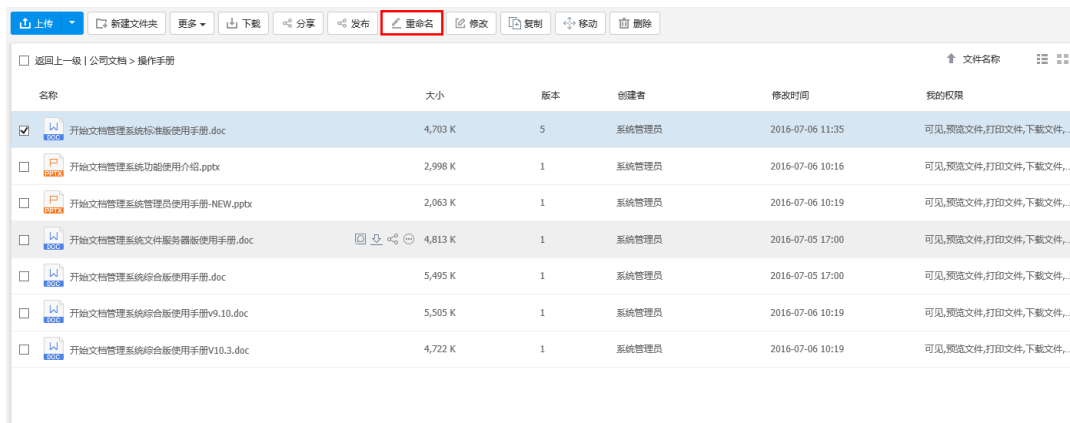 上传 新建文件夹 更多 下载 分享 发布 重命名 修改 复制 移动 删除
返回上一级 | 公司文档 > 操作手册 文件名称
名称 大小 版本 创建者 修改时间 我的权限
DOC 开始文档管理系统标准版使用手册.doc 4,703 K 5 系统管理员 2016-07-06 11:35 可见,预览文件,打印文件,下载文件,...
PPTX 开始文档管理系统功能使用介绍.pptx 2,998 K 1 系统管理员 2016-07-06 10:16 可见,预览文件,打印文件,下载文件,...
PPTX 开始文档管理系统管理员使用手册-NEW.pptx 2,063 K 1 系统管理员 2016-07-06 10:19 可见,预览文件,打印文件,下载文件,...
DOC 开始文档管理系统文件服务器版使用手册.doc 4,813 K 1 系统管理员 2016-07-05 17:00 可见,预览文件,打印文件,下载文件,...
DOC 开始文档管理系统综合版使用手册.doc 5,495 K 1 系统管理员 2016-07-05 17:00 可见,预览文件,打印文件,下载文件,...
DOC 开始文档管理系统综合版使用手册v9.10.doc 5,505 K 1 系统管理员 2016-07-06 10:19 可见,预览文件,打印文件,下载文件,...
DOC 开始文档管理系统综合版使用手册V10.3.doc 4,722 K 1 系统管理员 2016-07-06 10:19 可见,预览文件,打印文件,下载文件,...